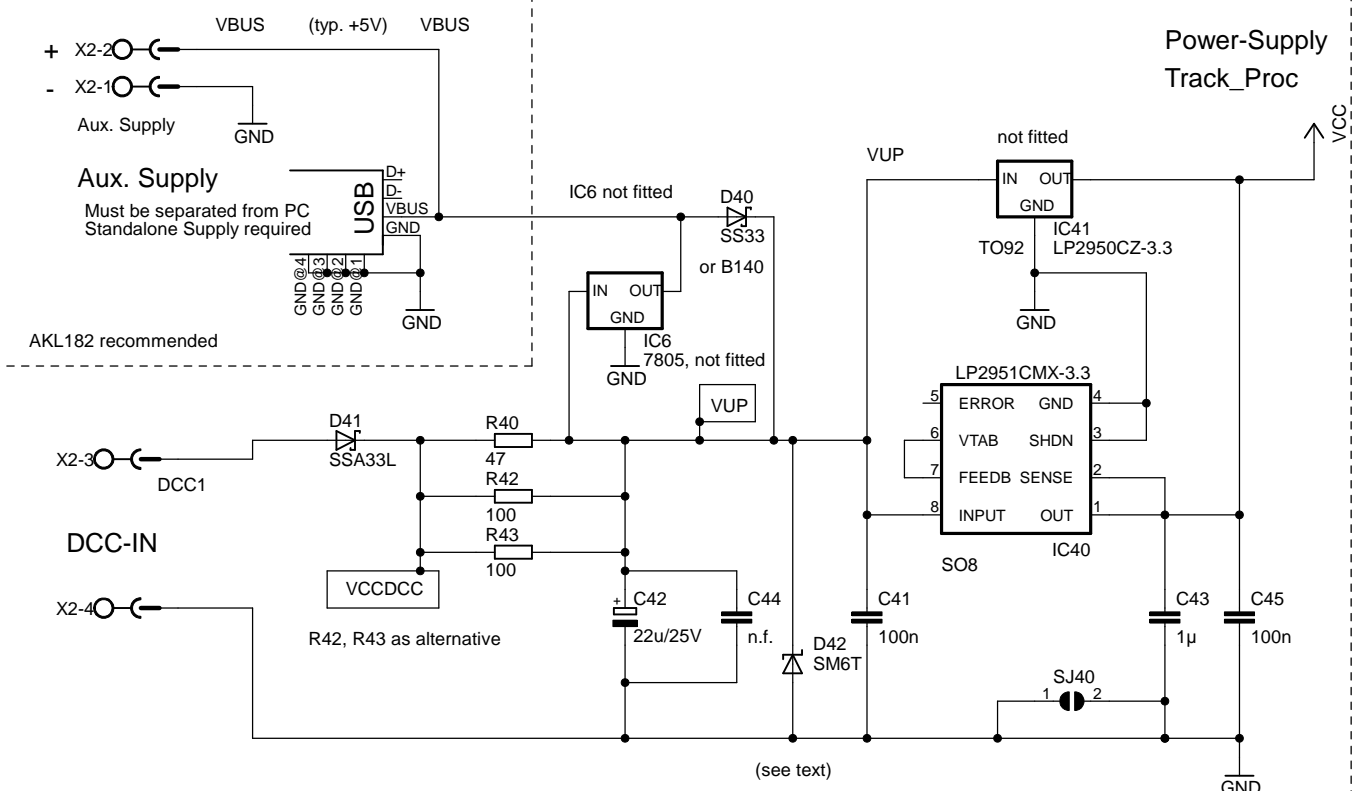 VBUS (typ. +5V) VBUS
Power-Supply
Track_Proc
+ X2-2
- X2-1
Aux. Supply
GND
VCC
not fitted
VUP
IN OUT
GND
IC41
TO92 LP2950CZ-3.3
GND
Aux. Supply
Must be separated from PC
Standalone Supply required
USB
D+
D-
VBUS
GND
GND@4
GND@3
GND@2
GND@1
GND
AKL182 recommended
IC6 not fitted
D40
SS33
or B140
IN OUT
GND
IC6
7805, not fitted
GND
VUP
LP2951CMX-3.3
5 ERROR GND 4
6 VTAB SHDN 3
7 FEEDB SENSE 2
8 INPUT OUT 1
SO8
IC40
X2-3
DCC1
D41
SSA33L
R40
47
R42
100
R43
100
DCC-IN
VCCDCC
X2-4
R42, R43 as alternative
+ C42
22u/25V
C44
n.f.
D42
SM6T
C41
100n
C43
1µ
C45
100n
SJ40
1 2
(see text)
GND